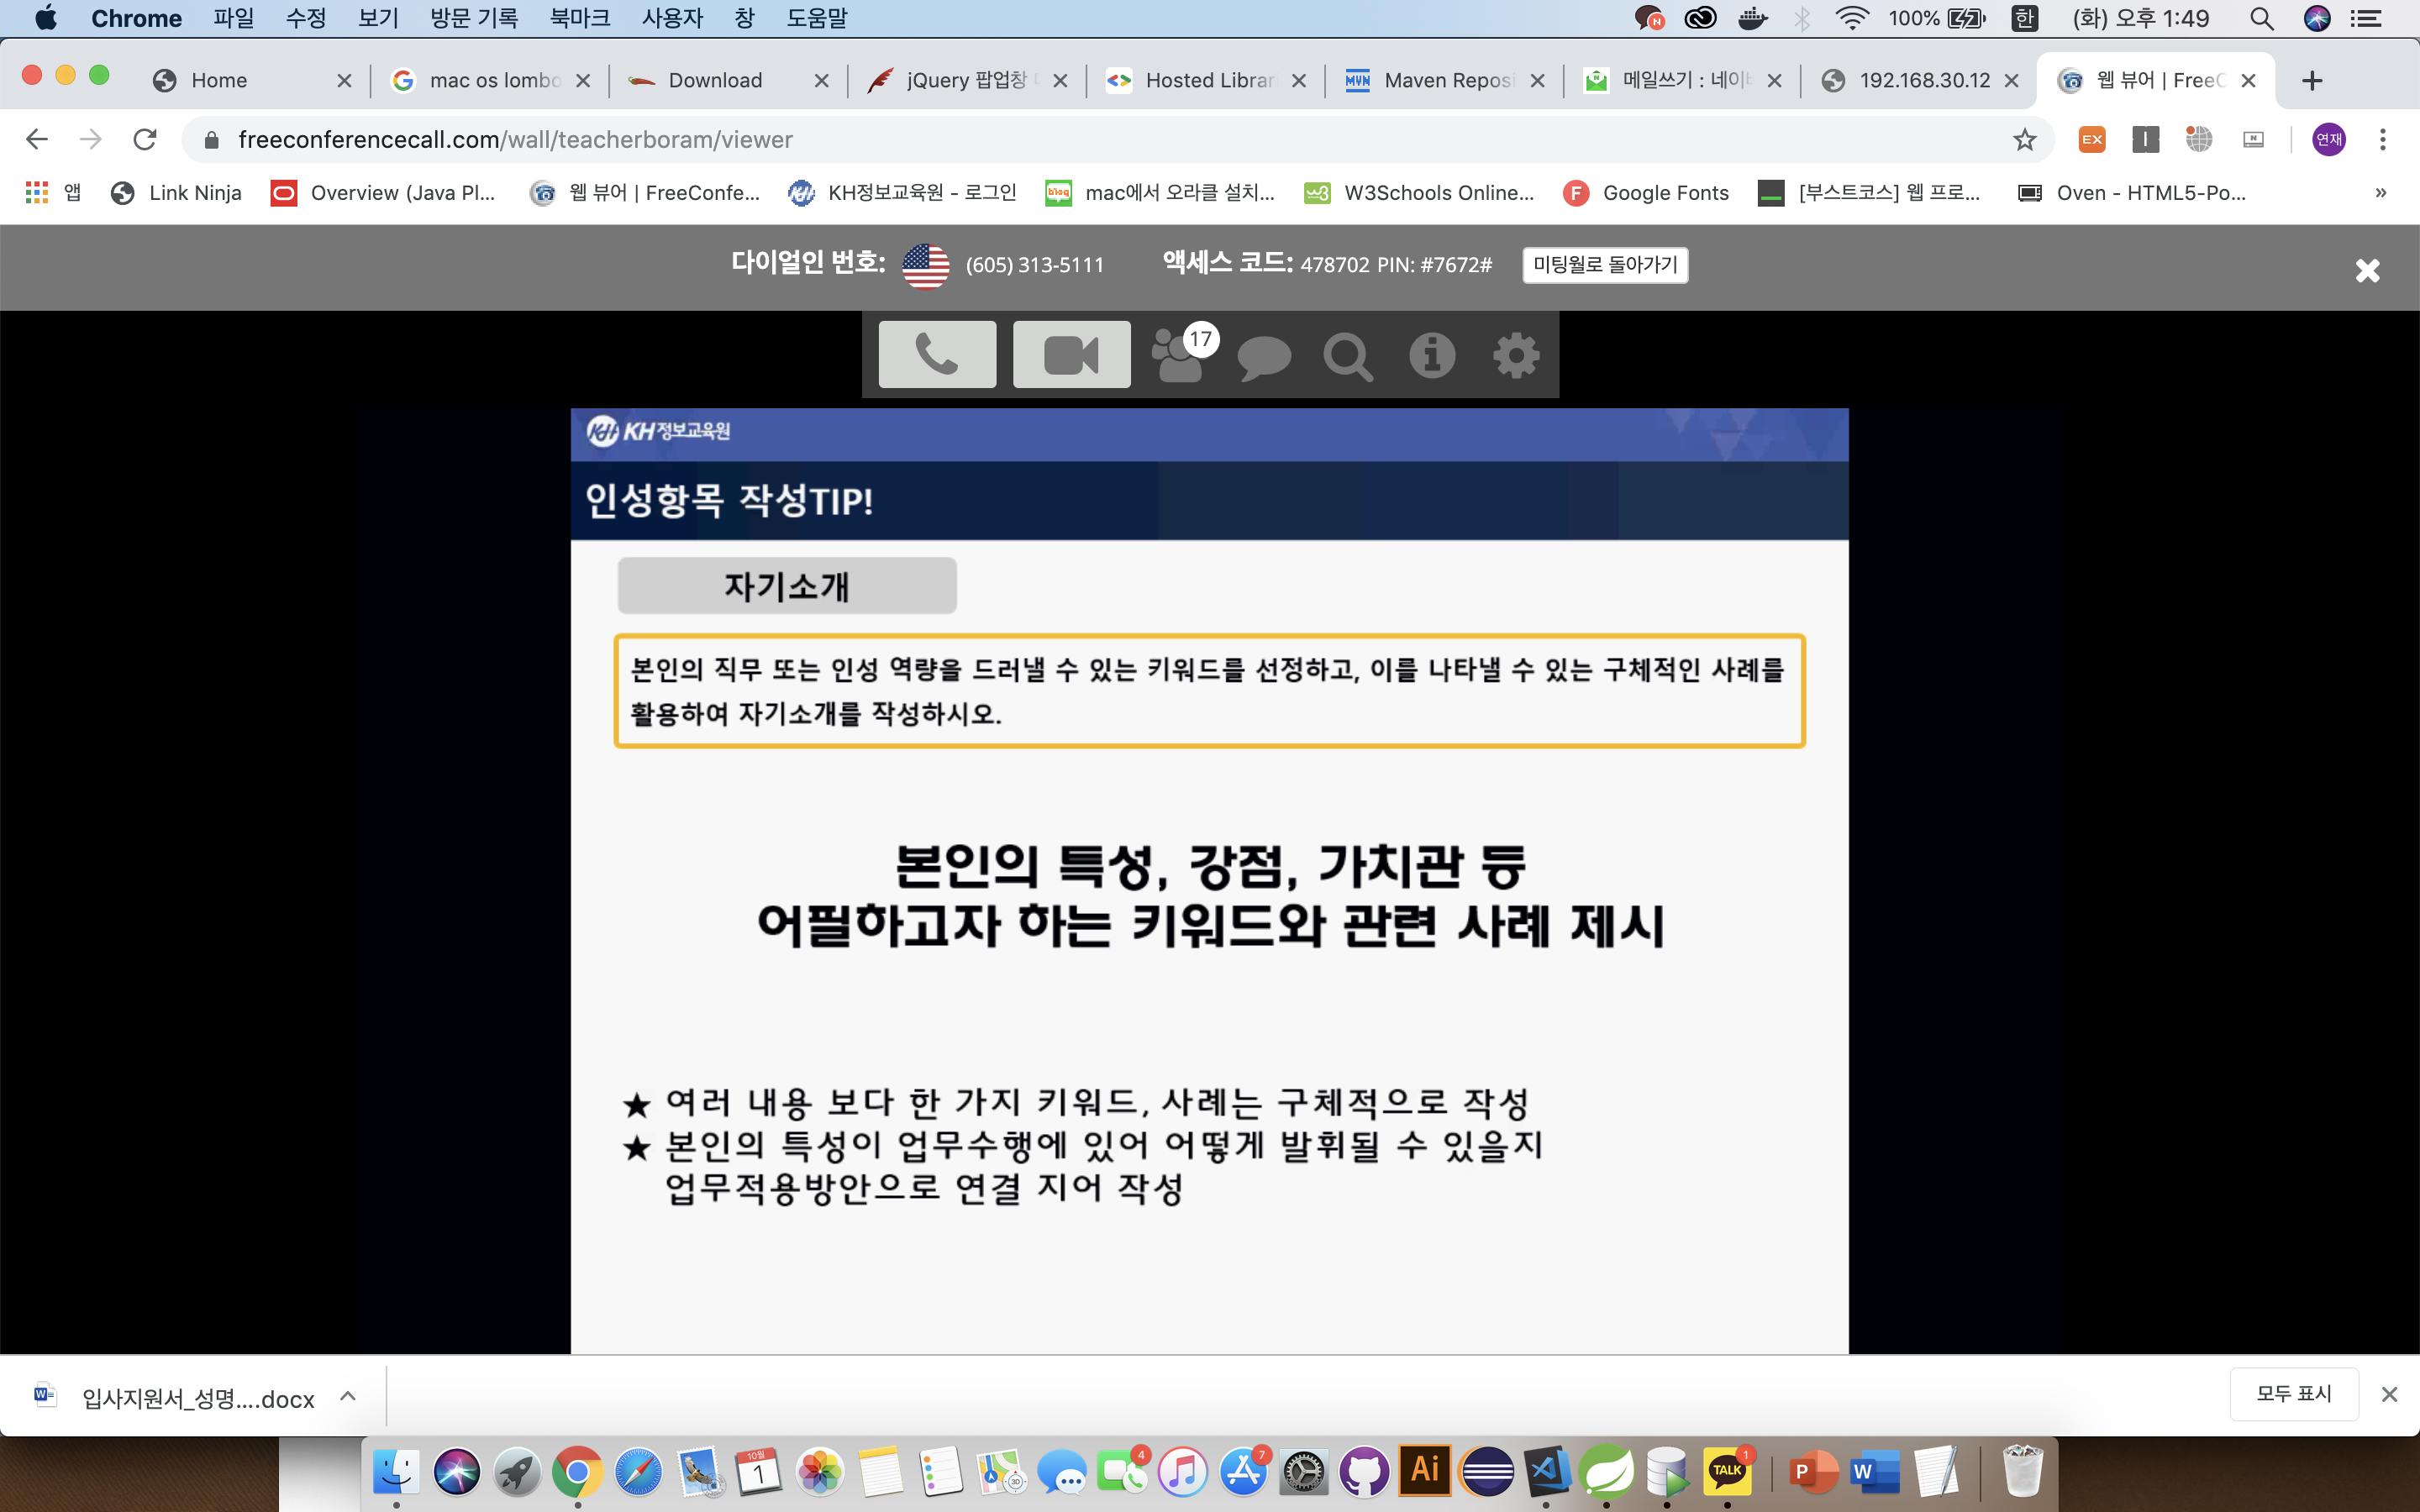 Chrome 파일 수정 보기 방문 기록 북마크 사용자 창 도움말 N 100% 한 (화) 오후 1:49
Home mac os lombo Download jQuery 팝업창 Hosted Librar Maven Reposi 메일쓰기 : 네이 192.168.30.12 웹 뷰어 | FreeC
freeconferencecall.com/wall/teacherboram/viewer EX 연재
앱 Link Ninja Overview (Java Pl... 웹 뷰어 | FreeConfe... KH정보교육원 - 로그인 mac에서 오라클 설치... W3Schools Online... Google Fonts [부스트코스] 웹 프로... Oven - HTML5-Po... »
다이얼인 번호: (605) 313-5111 액세스 코드: 478702 PIN: #7672# 미팅월로 돌아가기
17
KH 정보교육원
인성항목 작성TIP!
자기소개
본인의 직무 또는 인성 역량을 드러낼 수 있는 키워드를 선정하고, 이를 나타낼 수 있는 구체적인 사례를
활용하여 자기소개를 작성하시오.
본인의 특성, 강점, 가치관 등
어필하고자 하는 키워드와 관련 사례 제시
★ 여러 내용 보다 한 가지 키워드, 사례는 구체적으로 작성
★ 본인의 특성이 업무수행에 있어 어떻게 발휘될 수 있을지
업무적용방안으로 연결 지어 작성
입사지원서_성명....docx 모두 표시
10월 1 3D 4 7 Ai TALK 1 P W